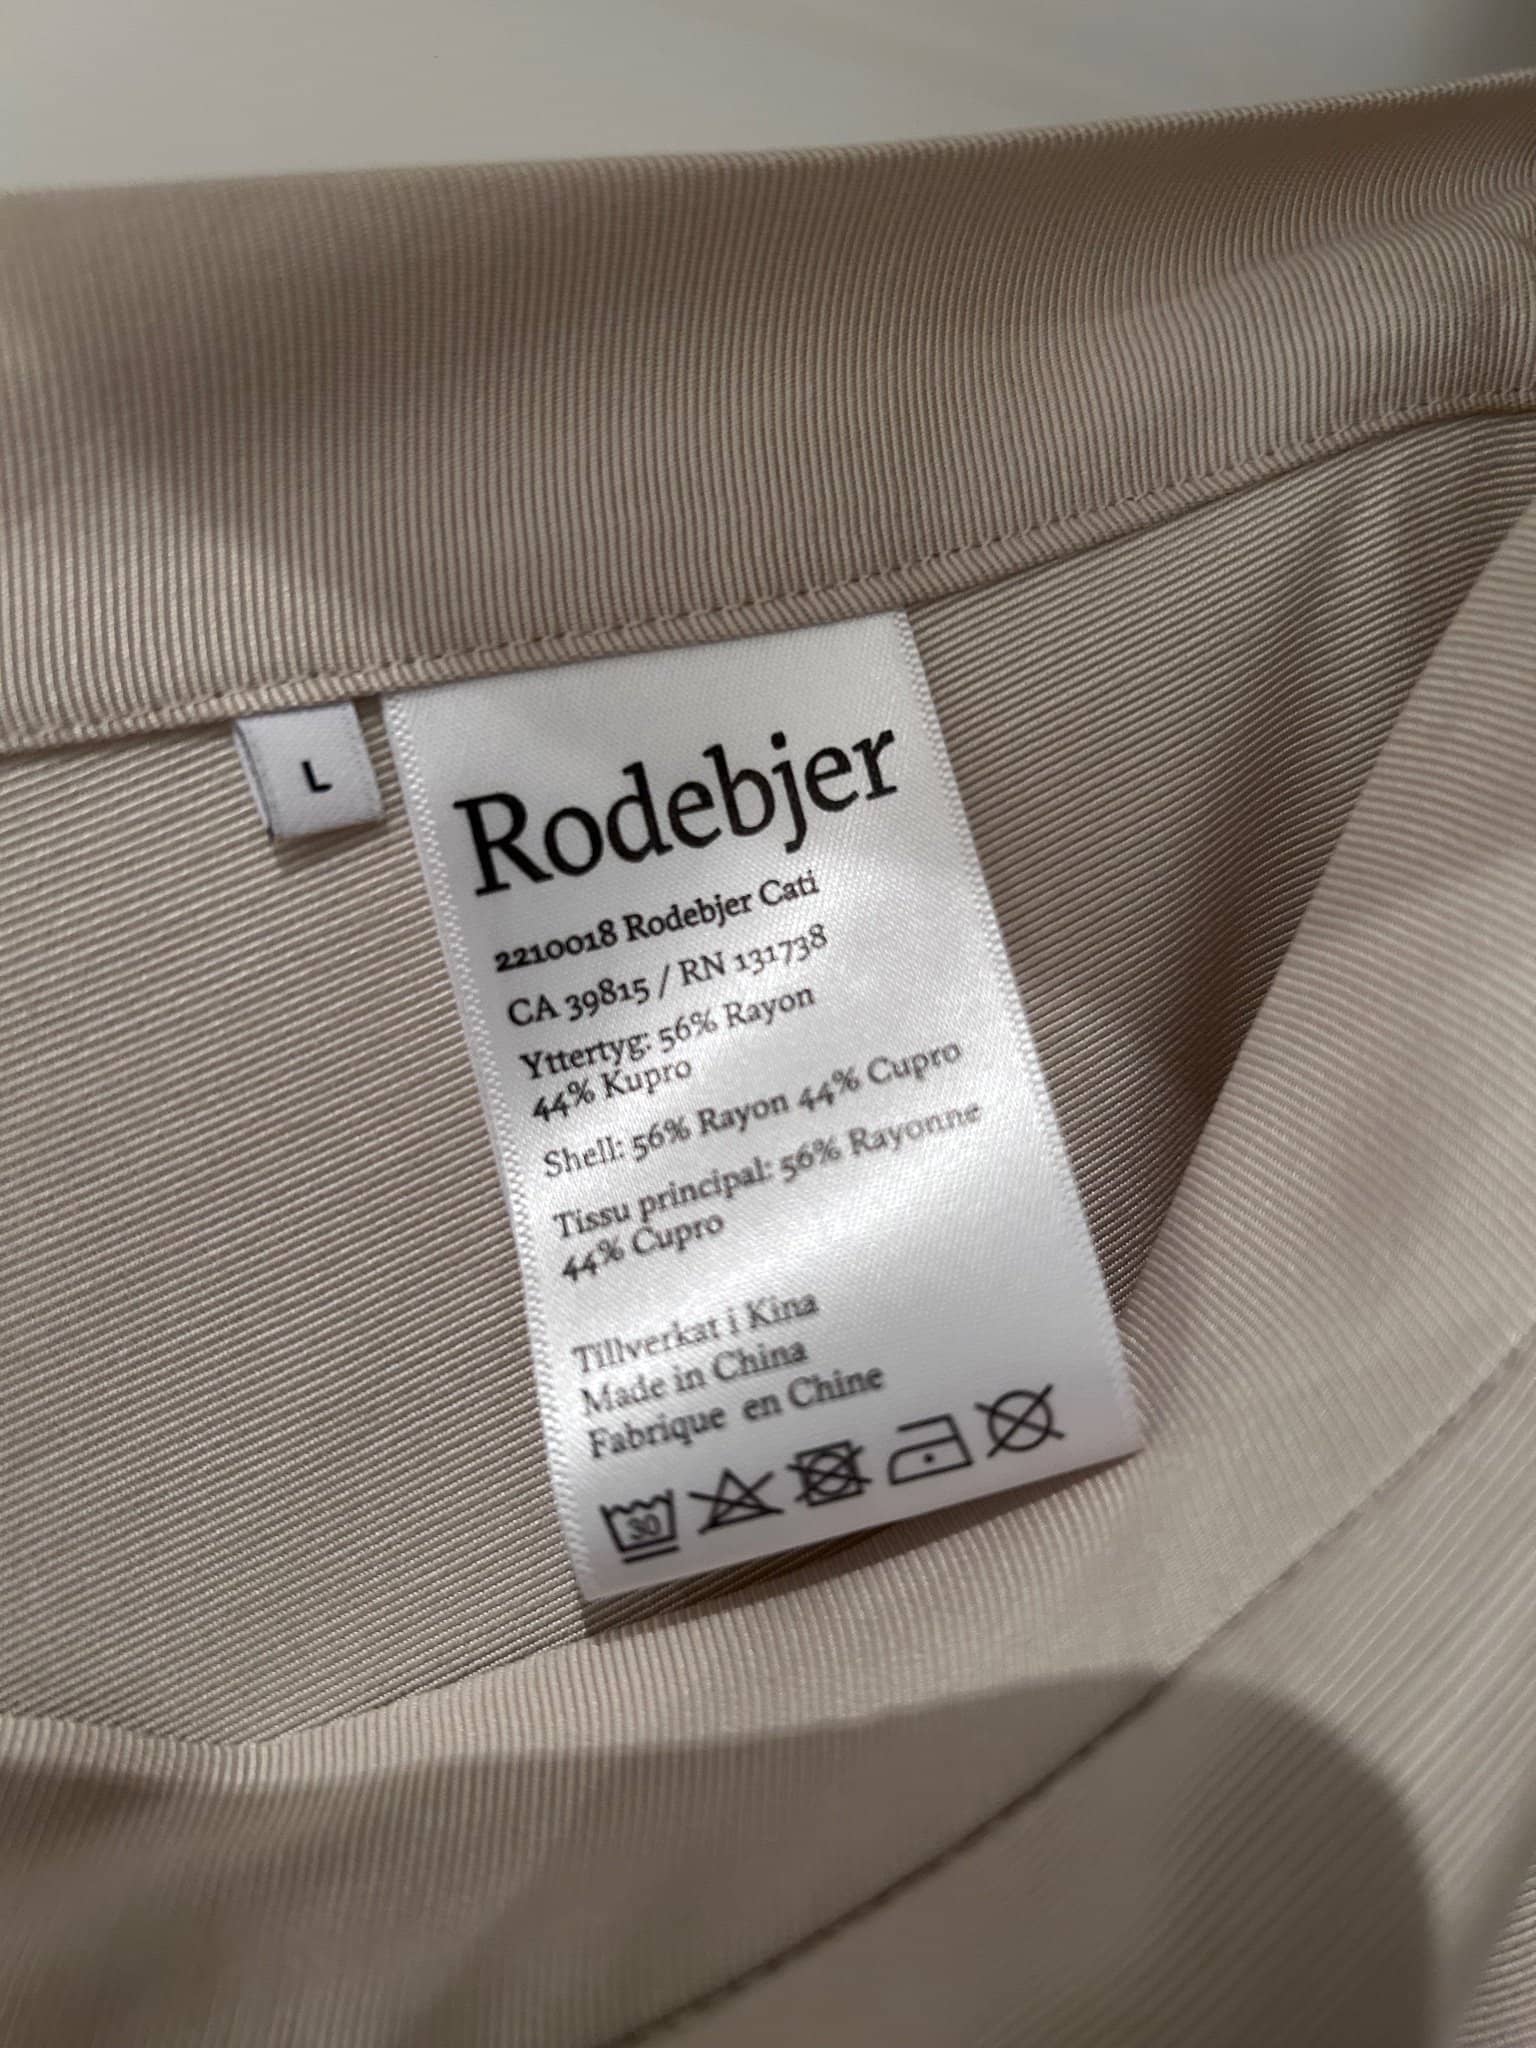 L
Rodebjer
2210018 Rodebjer Cati
CA 39815 / RN 131738
Yttertyg: 56% Rayon
44% Kupro
Shell: 56% Rayon 44% Cupro
Tissu principal: 56% Rayonne
44% Cupro
Tillverkat i Kina
Made in China
Fabrique en Chine
30